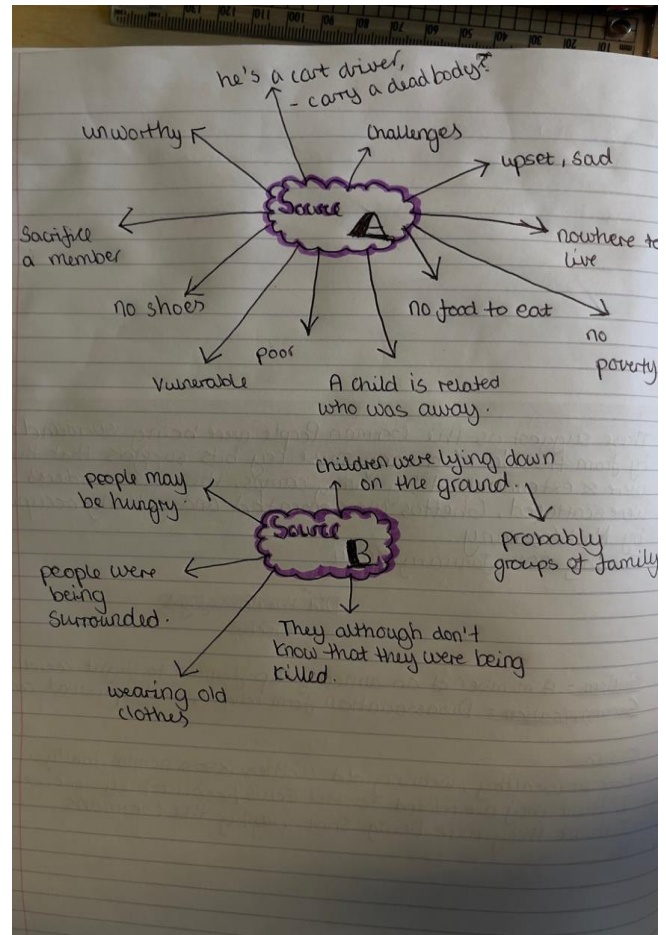 he's a cart driver,
- carry a dead body?
unworthy
challenges
upset, sad
Source
A
Sacrifice
a member
nowhere to
live
no shoes
no food to eat
no
poverty
poor
vulnerable
A child is related
who was away.
children were lying down
on the ground.
people may
be hungry.
Source
B
probably
groups of family
people were
being
surrounded.
They although don't
know that they were being
killed.
wearing old
clothes